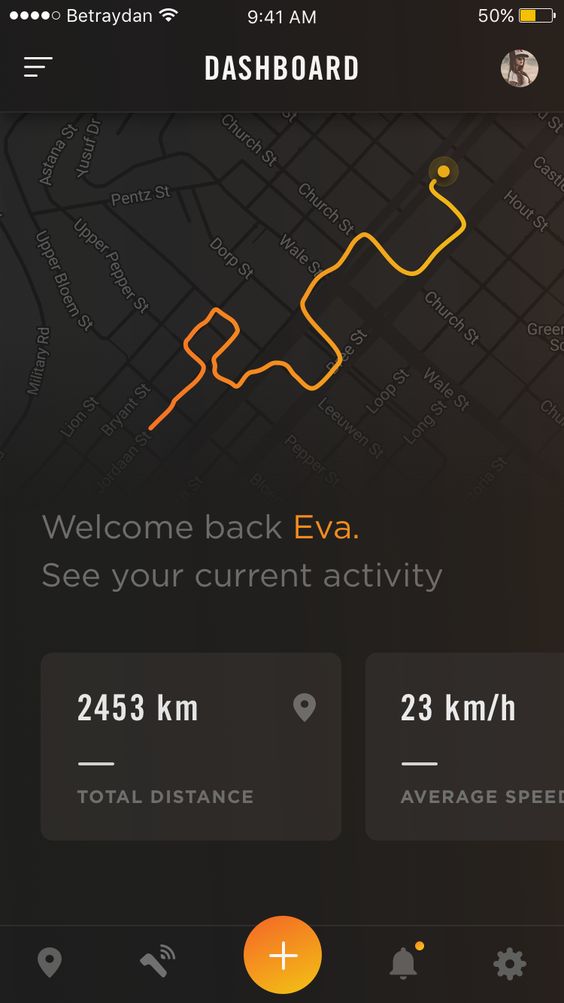 Betraydan
9:41 AM
50%
DASHBOARD
Astana St
Yusuf Dr
Church St
Pentz St
Church St
Castle
Hout St
Upper Bloem St
Upper Pepper St
Dorp St
Wale St
Church St
Green
Military Rd
Lion St
Bryant St
Jordaan St
Wale St
Loop St
Long St
Leeuwen St
Pepper St
Welcome back Eva.
See your current activity
2453 km
TOTAL DISTANCE
23 km/h
AVERAGE SPEED